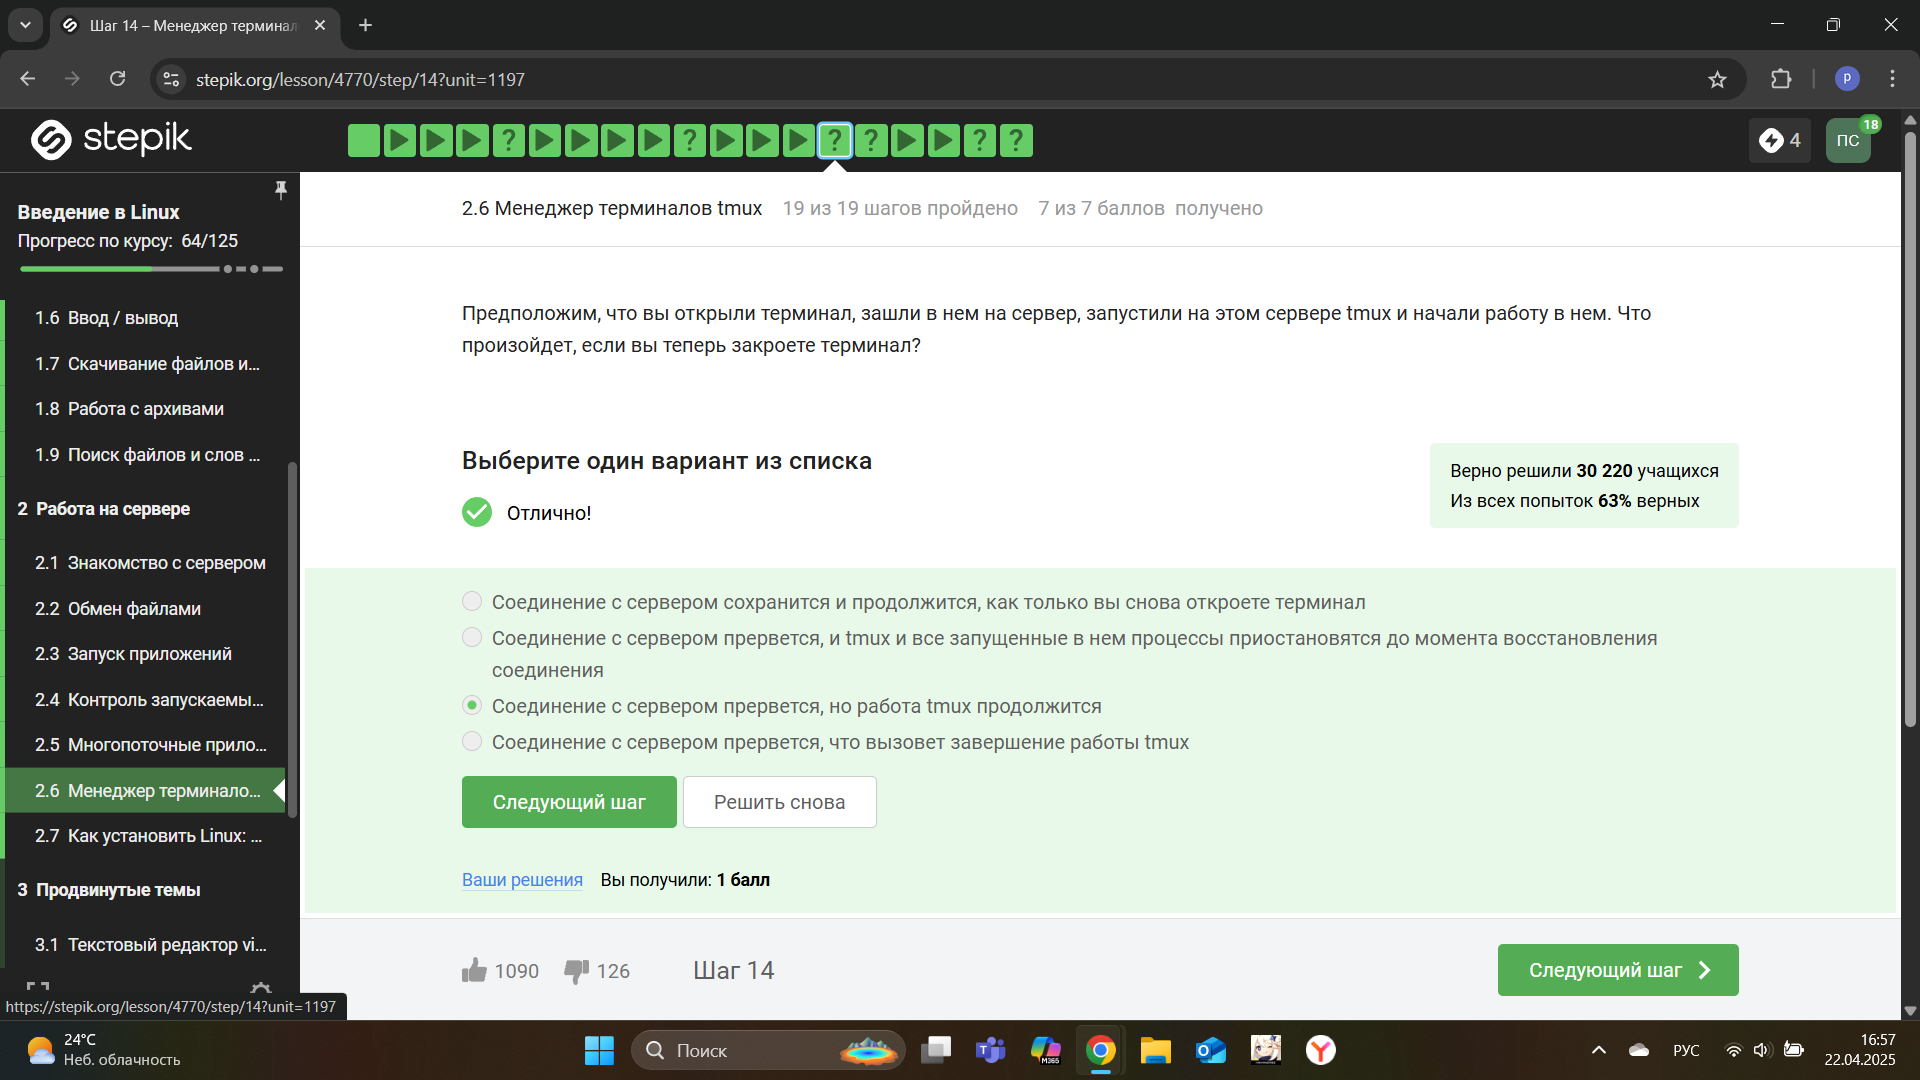 Шаг 14 – Менеджер терминал
stepik.org/lesson/4770/step/14?unit=1197
p
stepik
? ? ? ? ? ?
4
ПС
18
Введение в Linux
Прогресс по курсу: 64/125
1.6 Ввод / вывод
1.7 Скачивание файлов и...
1.8 Работа с архивами
1.9 Поиск файлов и слов ...
2 Работа на сервере
2.1 Знакомство с сервером
2.2 Обмен файлами
2.3 Запуск приложений
2.4 Контроль запускаемы...
2.5 Многопоточные прило...
2.6 Менеджер терминало...
2.7 Как установить Linux: ...
3 Продвинутые темы
3.1 Текстовый редактор vi...
https://stepik.org/lesson/4770/step/14?unit=1197
2.6 Менеджер терминалов tmux 19 из 19 шагов пройдено 7 из 7 баллов получено
Предположим, что вы открыли терминал, зашли в нем на сервер, запустили на этом сервере tmux и начали работу в нем. Что
произойдет, если вы теперь закроете терминал?
Выберите один вариант из списка
Отлично!
Верно решили 30 220 учащихся
Из всех попыток 63% верных
Соединение с сервером сохранится и продолжится, как только вы снова откроете терминал
Соединение с сервером прервется, и tmux и все запущенные в нем процессы приостановятся до момента восстановления
соединения
Соединение с сервером прервется, но работа tmux продолжится
Соединение с сервером прервется, что вызовет завершение работы tmux
Следующий шаг
Решить снова
Ваши решения Вы получили: 1 балл
1090 126 Шаг 14
Следующий шаг
24°C
Неб. облачность
Поиск
M365
РУС
16:57
22.04.2025